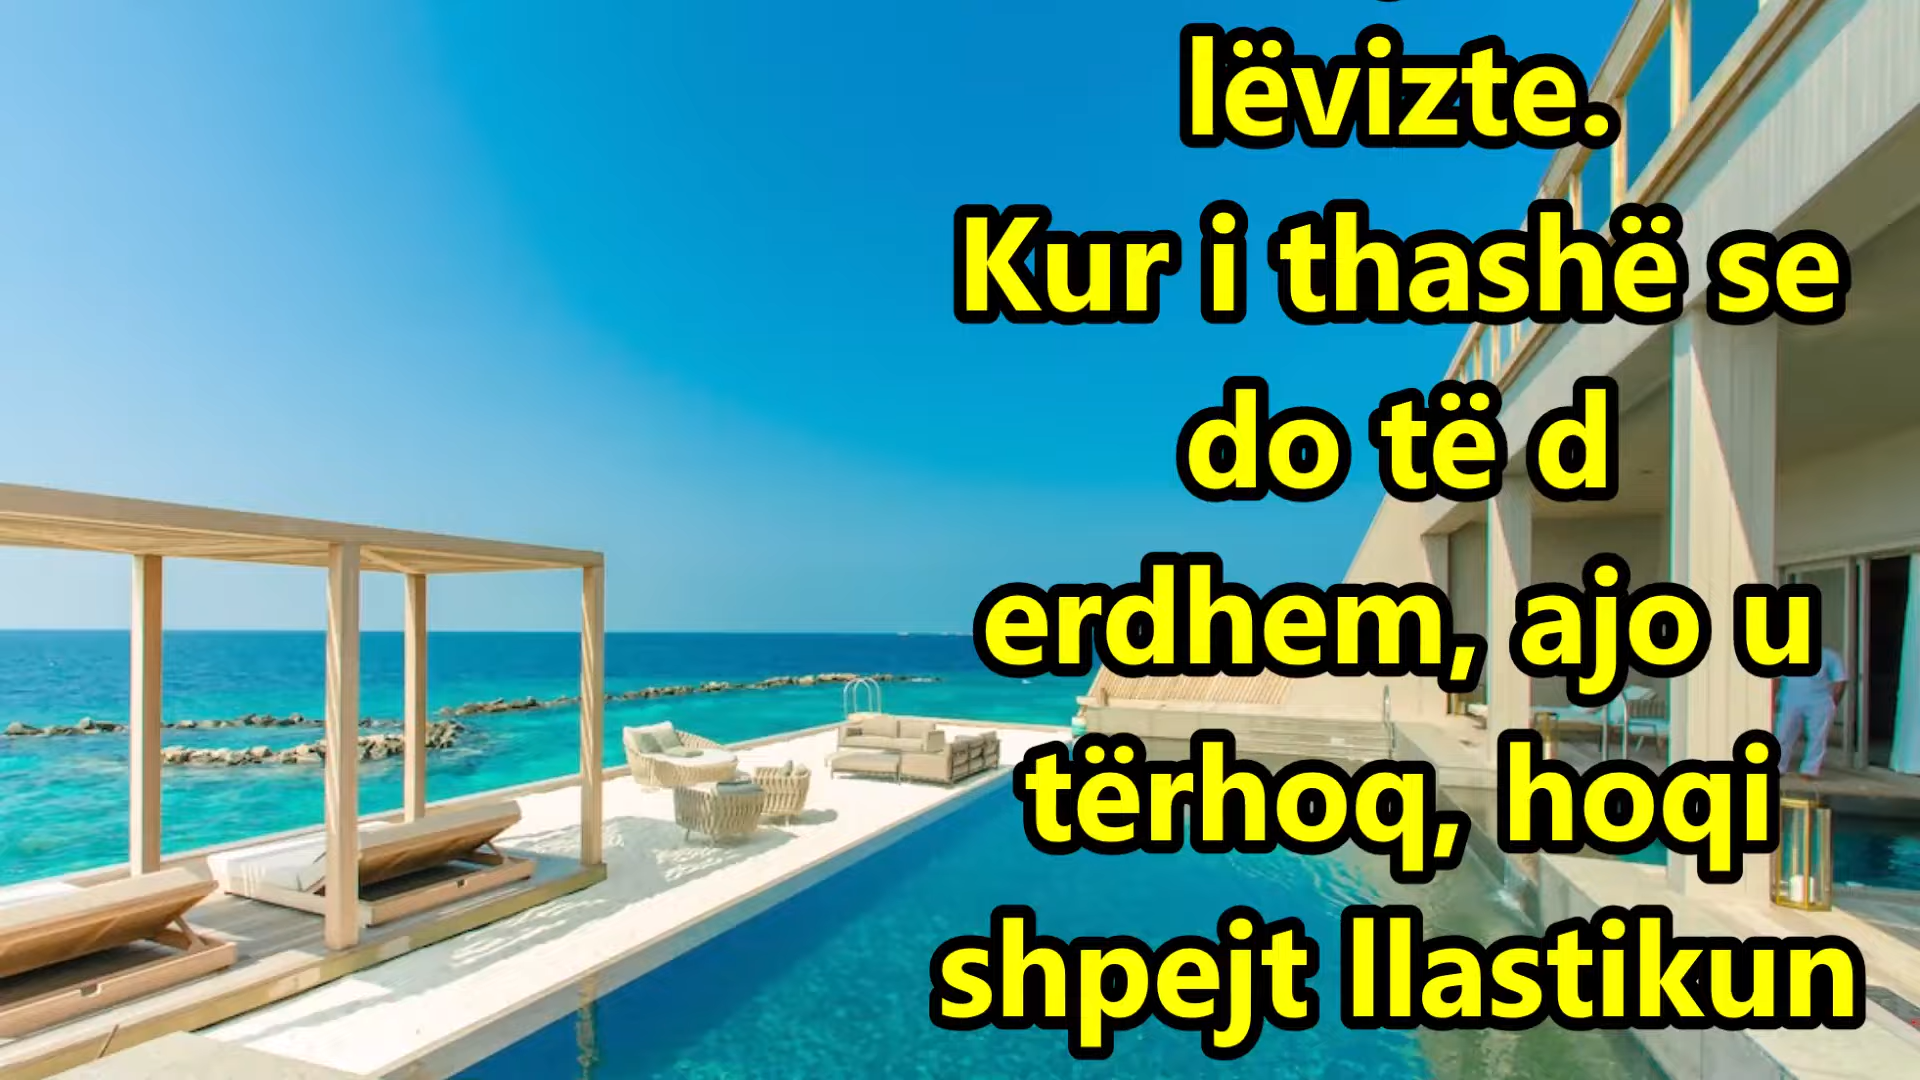 lëvizte.
Kur i thashë se
do të d
erdhem, ajo u
tërhoq, hoqi
shpejt llastikun